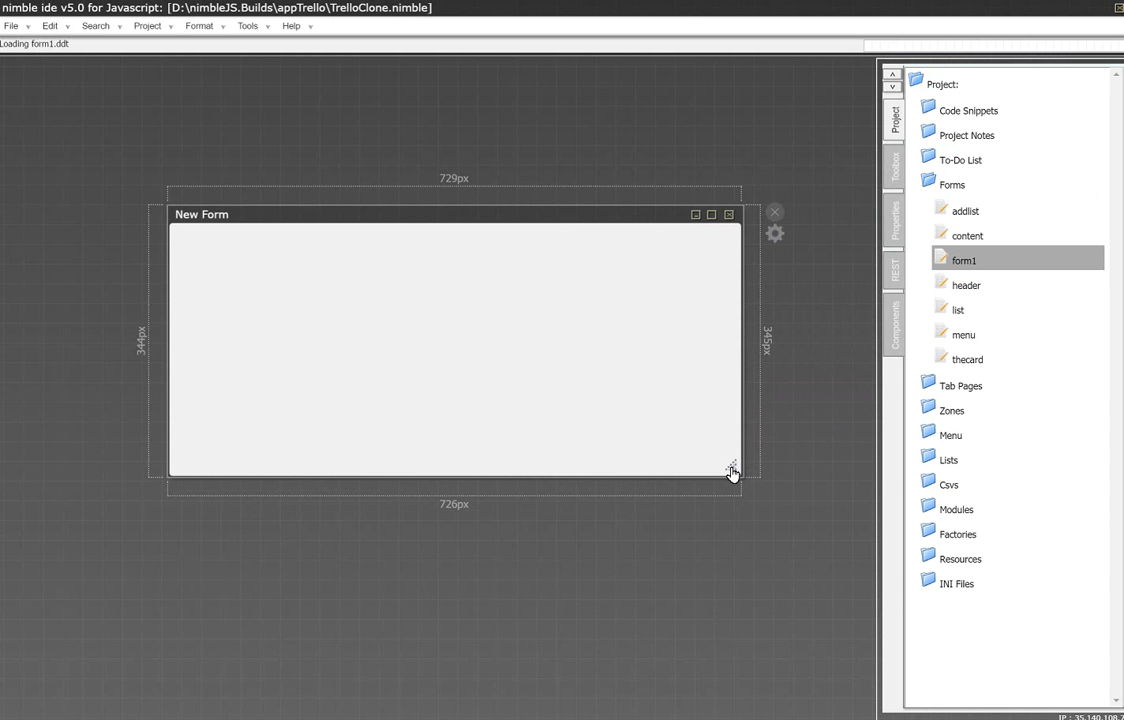 nimble ide v5.0 for Javascript: [D:\nimbleJS.Builds\appTrello\TrelloClone.nimble]
File Edit Search Project Format Tools Help
Loading form1.ddt
729px
New Form
344px
345px
726px
Project
Toolbox
Properties
REST
Components
Project:
Code Snippets
Project Notes
To-Do List
Forms
addlist
content
form1
header
list
menu
thecard
Tab Pages
Zones
Menu
Lists
Csvs
Modules
Factories
Resources
INI Files